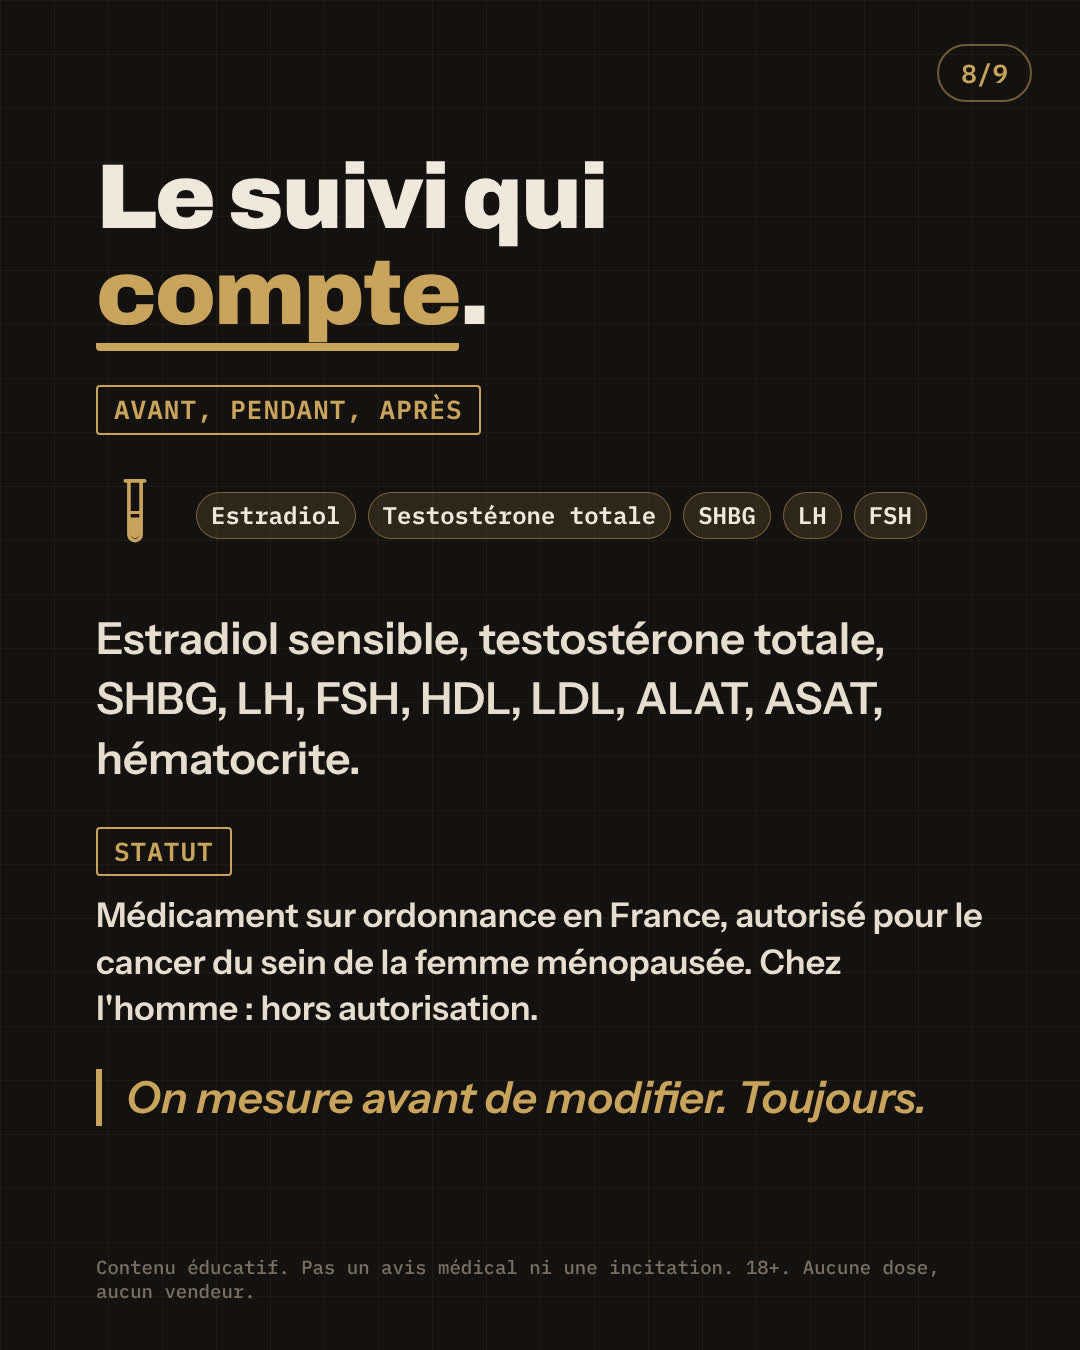 8/9
Le suivi qui
compte.
AVANT, PENDANT, APRÈS
Estradiol Testostérone totale SHBG LH FSH
Estradiol sensible, testostérone totale,
SHBG, LH, FSH, HDL, LDL, ALAT, ASAT,
hématocrite.
STATUT
Médicament sur ordonnance en France, autorisé pour le
cancer du sein de la femme ménopausée. Chez
l'homme : hors autorisation.
On mesure avant de modifier. Toujours.
Contenu éducatif. Pas un avis médical ni une incitation. 18+. Aucune dose,
aucun vendeur.